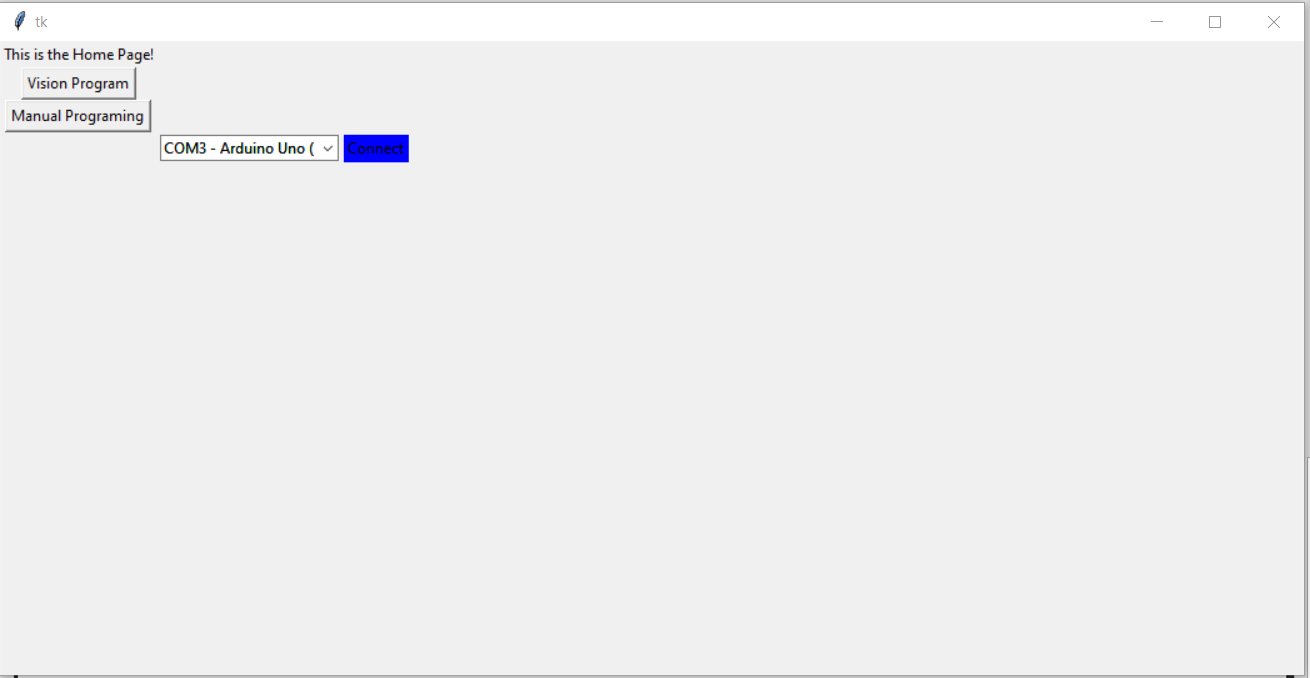 tk
This is the Home Page!
Vision Program
Manual Programing
COM3 - Arduino Uno ( Connect